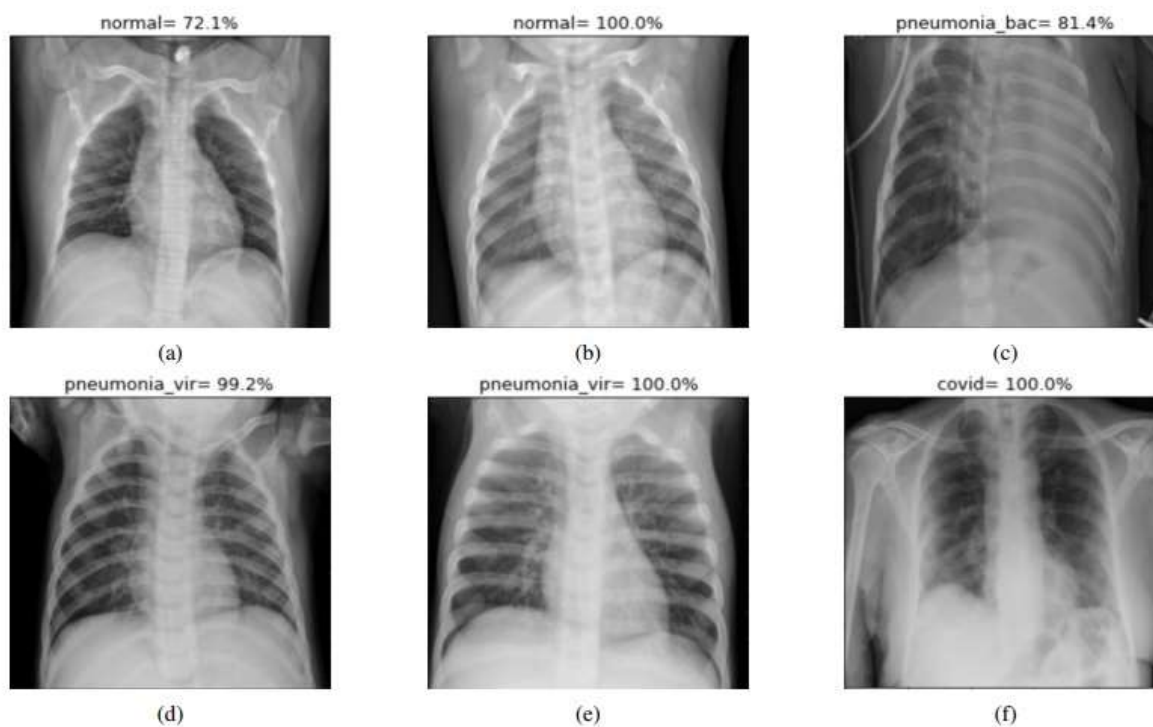 normal= 72.1%
normal= 100.0%
pneumonia_bac= 81.4%
(a)
(b)
(c)
pneumonia_vir= 99.2%
pneumonia_vir= 100.0%
covid= 100.0%
(d)
(e)
(f)